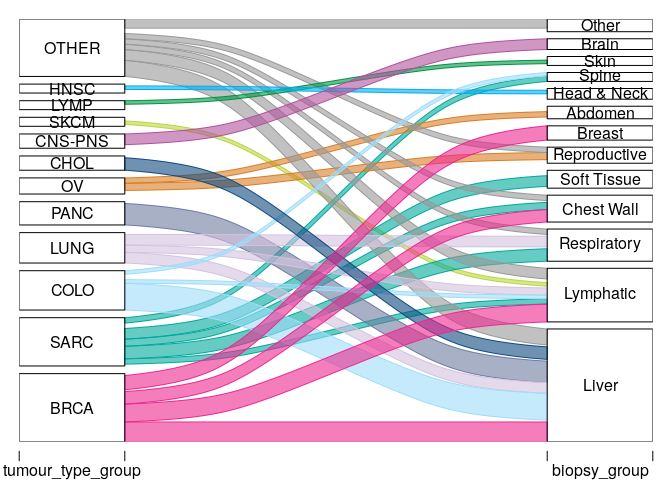 OTHER
HNSC
LYMP
SKCM
CNS-PNS
CHOL
OV
PANC
LUNG
COLO
SARC
BRCA
tumour_type_group
Other
Brain
Skin
Spine
Head & Neck
Abdomen
Breast
Reproductive
Soft Tissue
Chest Wall
Respiratory
Lymphatic
Liver
biopsy_group